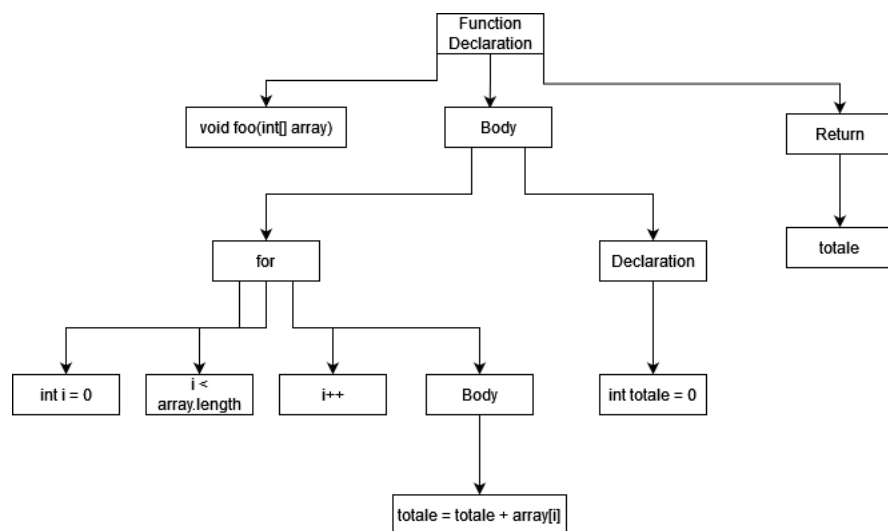 Function
Declaration
void foo(int[] array)
Body
Return
for
Declaration
totale
int i = 0
i <
array.length
i++
Body
int totale = 0
totale = totale + array[i]